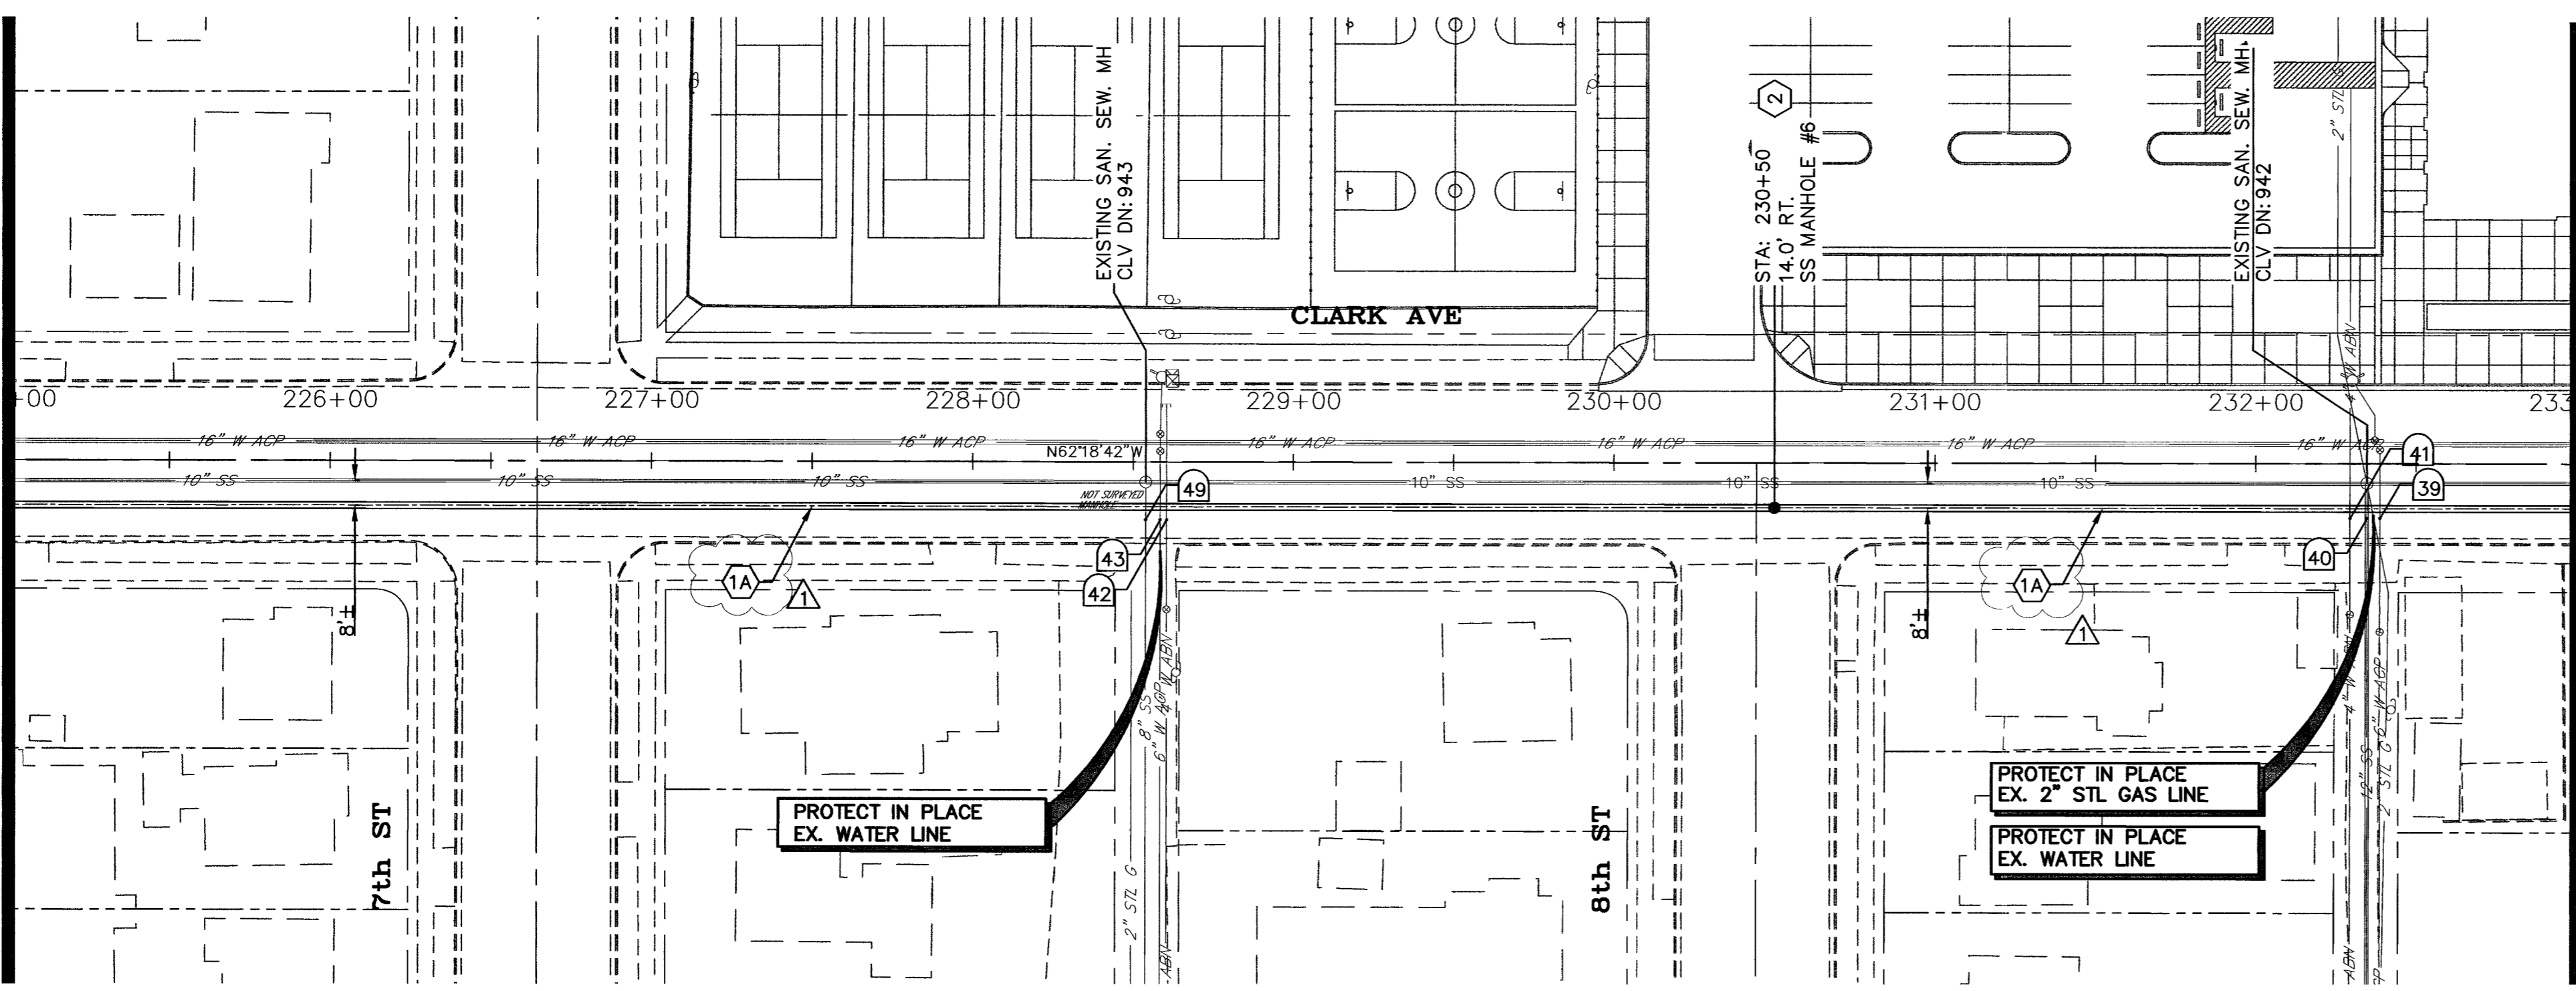 EXISTING SAN. SEW. MH
CLV DN: 943
2
STA: 230+50
14.0' RT.
SS MANHOLE #6
EXISTING SAN. SEW. MH
CLV DN: 942
2" STL G
CLARK AVE
4" W ABN
+00
226+00
227+00
228+00
229+00
230+00
231+00
232+00
233
16" W ACP
16" W ACP
16" W ACP
16" W ACP
16" W ACP
16" W ACP
16" W ACP
N62°18'42"W
10" SS
10" SS
10" SS
10" SS
10" SS
10" SS
NOT SURVEYED
MANHOLE
49
41
39
43
42
40
1A
1
1A
1
8'±
8'±
8" SS
6" W ACP
4" W ABN
2" STL G
ABN
4" W ABN
12" SS
2" STL G
6" W ACP
ABN
7th ST
8th ST
PROTECT IN PLACE
EX. WATER LINE
PROTECT IN PLACE
EX. 2" STL GAS LINE
PROTECT IN PLACE
EX. WATER LINE